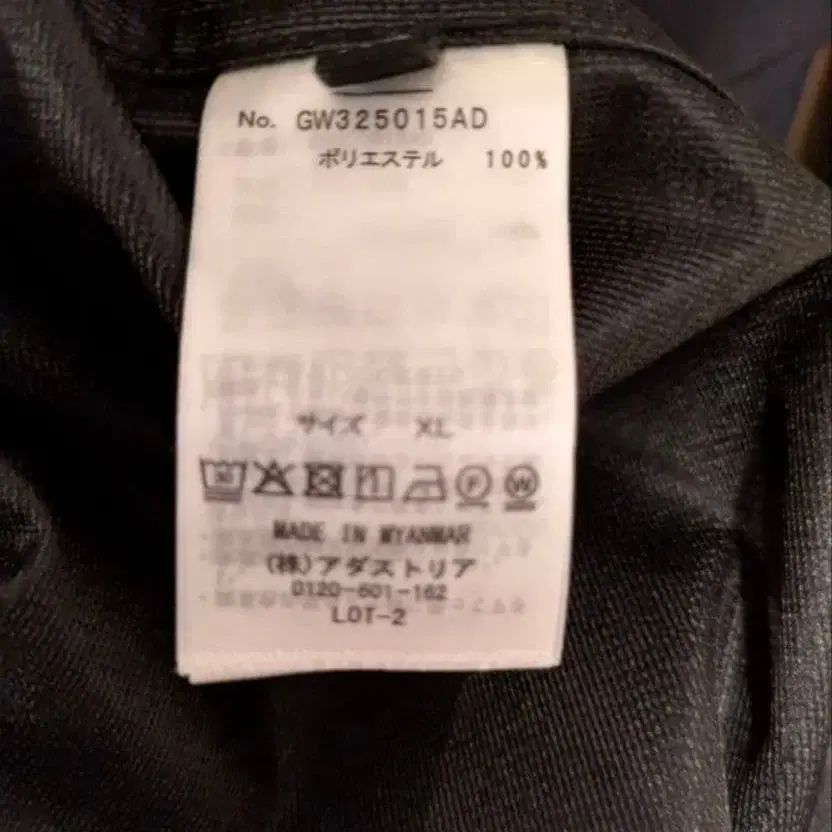 No. GW325015AD
ポリエステル 100%
サイズ XL
MADE IN MYANMAR
(株)アダストリア
0120-601-162
LOT-2